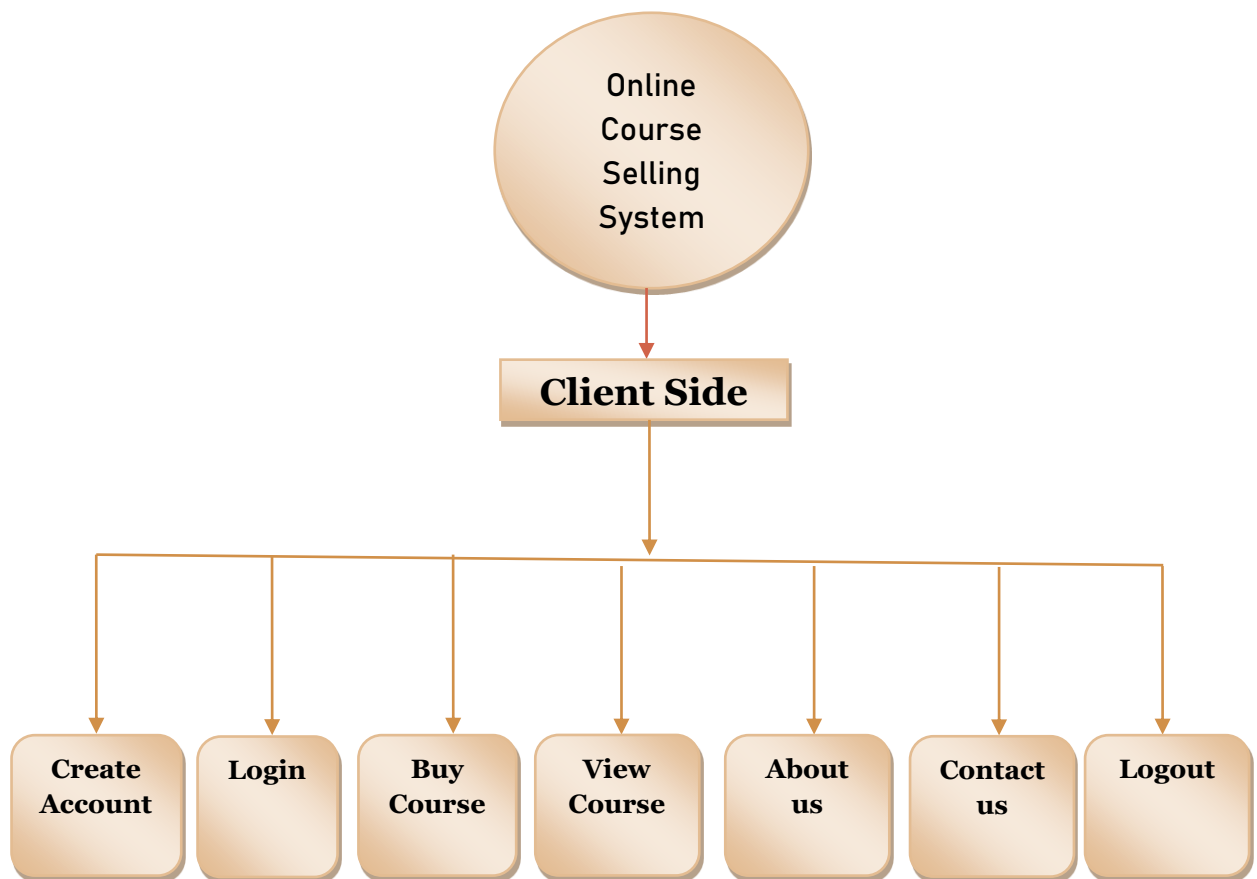 Online
Course
Selling
System
Client Side
Create
Account
Login
Buy
Course
View
Course
About
us
Contact
us
Logout